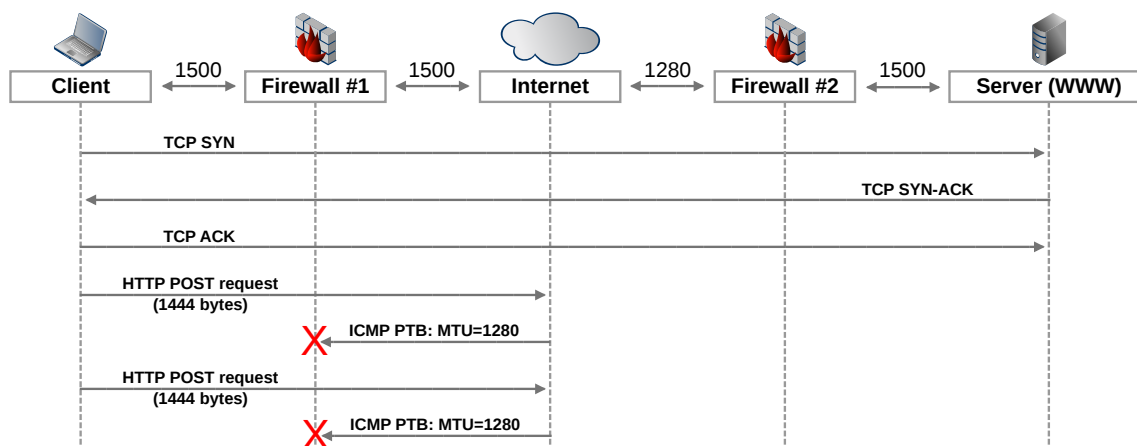 1500
1500
1280
1500
Client
Firewall #1
Internet
Firewall #2
Server (WWW)
TCP SYN
TCP SYN-ACK
TCP ACK
HTTP POST request
(1444 bytes)
ICMP PTB: MTU=1280
HTTP POST request
(1444 bytes)
ICMP PTB: MTU=1280